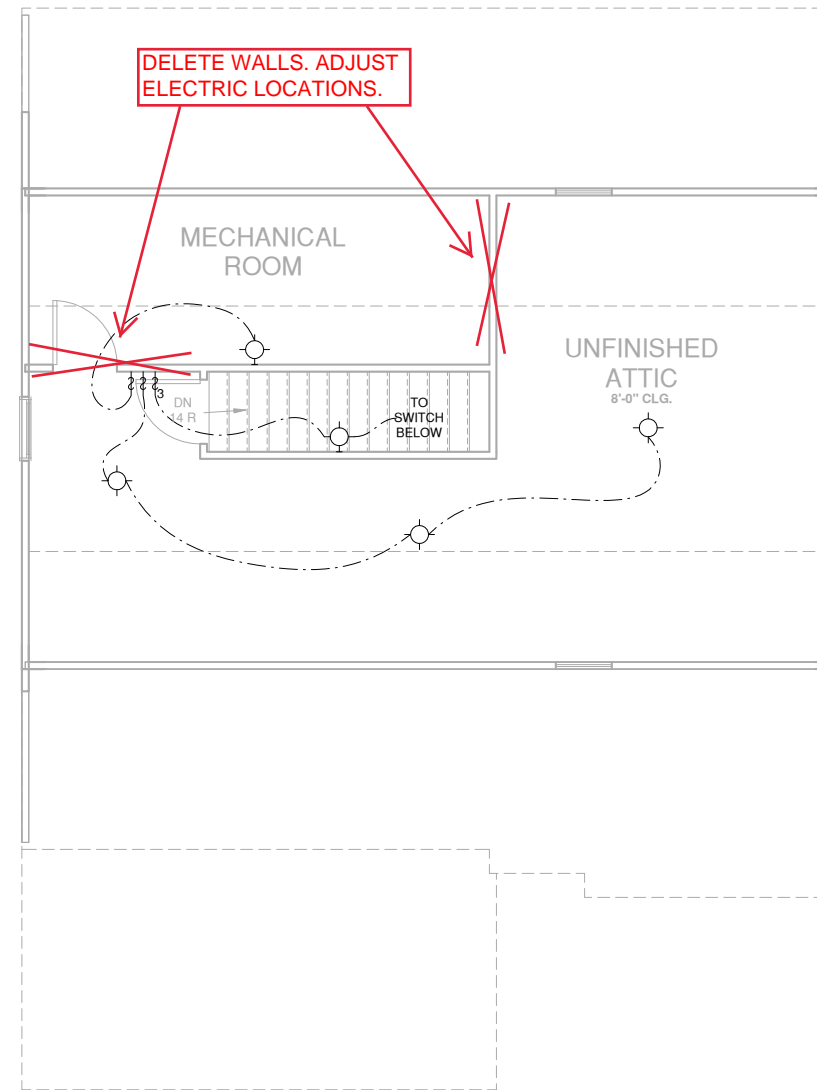 DELETE WALLS. ADJUST
ELECTRIC LOCATIONS.
MECHANICAL
ROOM
UNFINISHED
ATTIC
8'-0" CLG.
3
DN
14 R
TO
SWITCH
BELOW